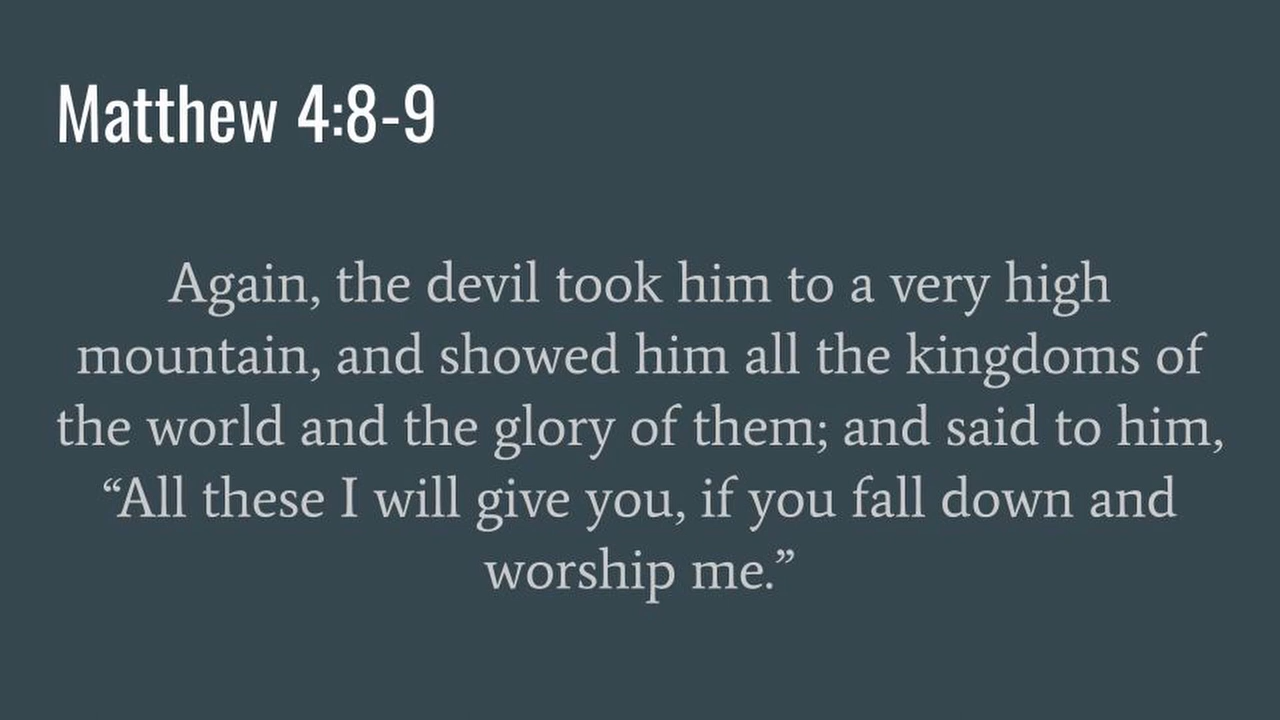 Matthew 4:8-9
Again, the devil took him to a very high
mountain, and showed him all the kingdoms of
the world and the glory of them; and said to him,
“All these I will give you, if you fall down and
worship me.”